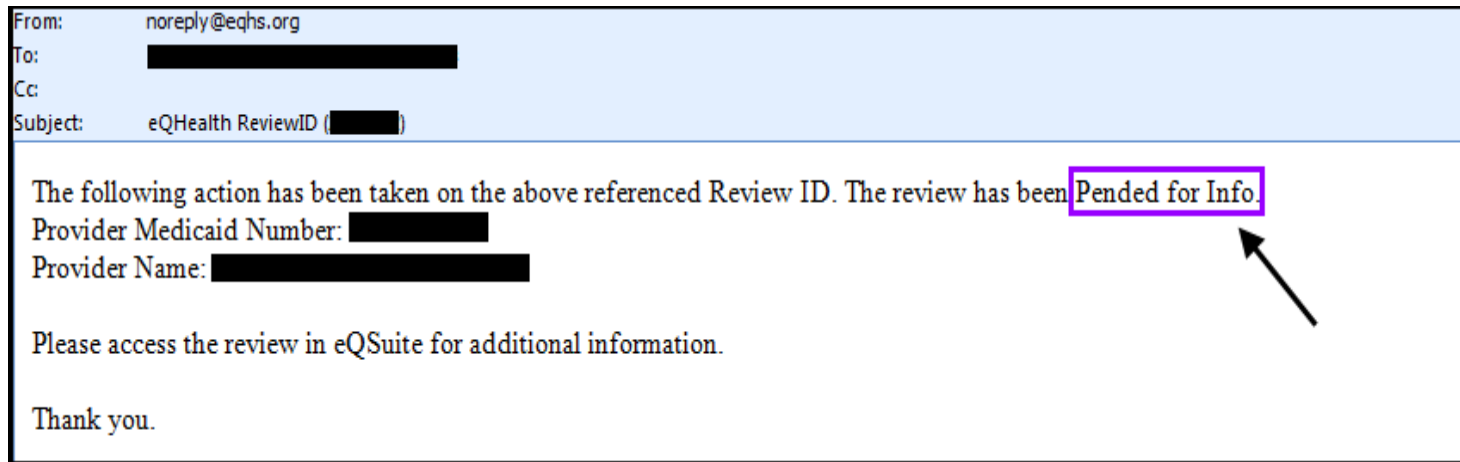 From: noreply@eqhs.org
To:
Cc:
Subject: eQHealth ReviewID ( )
The following action has been taken on the above referenced Review ID. The review has been Pended for Info.
Provider Medicaid Number:
Provider Name:
Please access the review in eQSuite for additional information.
Thank you.